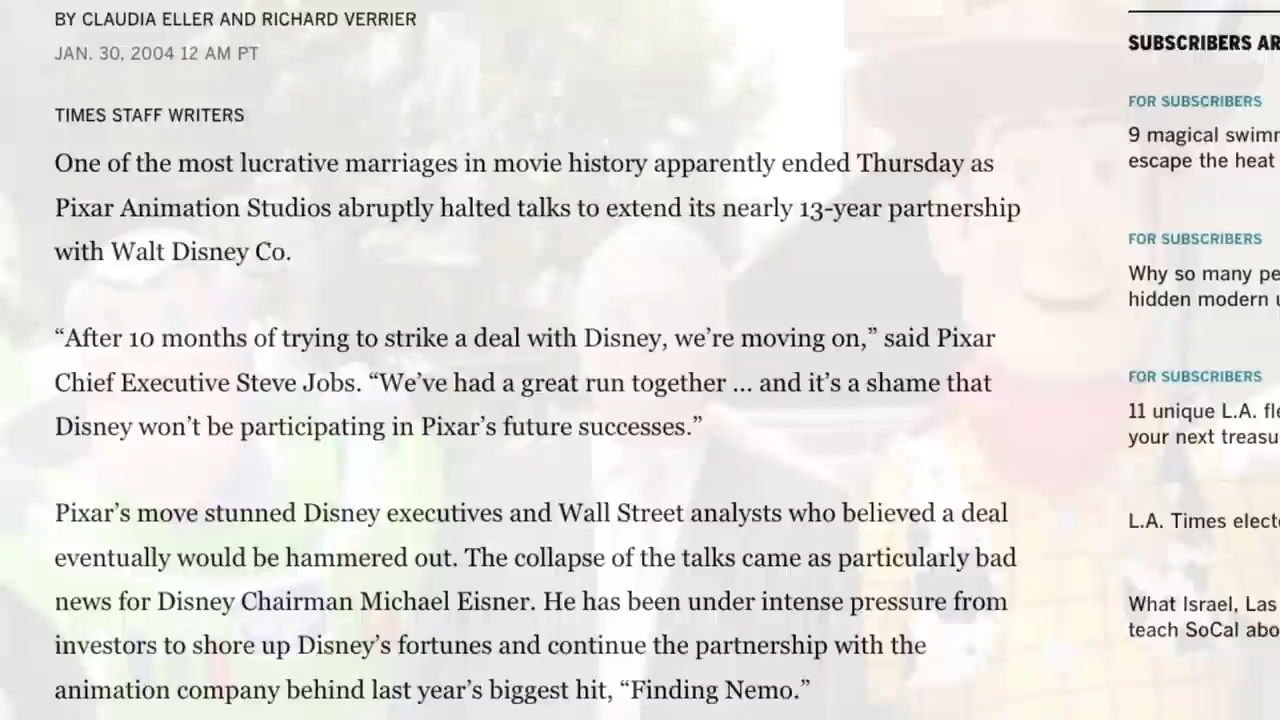 BY CLAUDIA ELLER AND RICHARD VERRIER
JAN. 30, 2004 12 AM PT
TIMES STAFF WRITERS
One of the most lucrative marriages in movie history apparently ended Thursday as
Pixar Animation Studios abruptly halted talks to extend its nearly 13-year partnership
with Walt Disney Co.
“After 10 months of trying to strike a deal with Disney, we’re moving on,” said Pixar
Chief Executive Steve Jobs. “We’ve had a great run together ... and it’s a shame that
Disney won’t be participating in Pixar’s future successes.”
Pixar’s move stunned Disney executives and Wall Street analysts who believed a deal
eventually would be hammered out. The collapse of the talks came as particularly bad
news for Disney Chairman Michael Eisner. He has been under intense pressure from
investors to shore up Disney’s fortunes and continue the partnership with the
animation company behind last year’s biggest hit, “Finding Nemo.”
SUBSCRIBERS
FOR SUBSCRIBERS
9 magical
escape the heat
FOR SUBSCRIBERS
Why so many
hidden modern
FOR SUBSCRIBERS
11 unique L.A.
your next
L.A. Times
What Israel, Las
teach SoCal